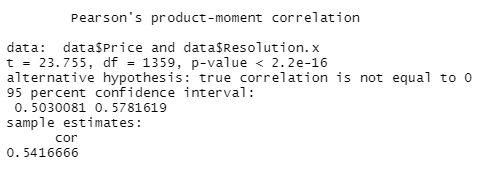 Pearson's product-moment correlation
data:  data$Price and data$Resolution.x
t = 23.755, df = 1359, p-value < 2.2e-16
alternative hypothesis: true correlation is not equal to 0
95 percent confidence interval:
 0.5030081 0.5781619
sample estimates:
      cor
0.5416666